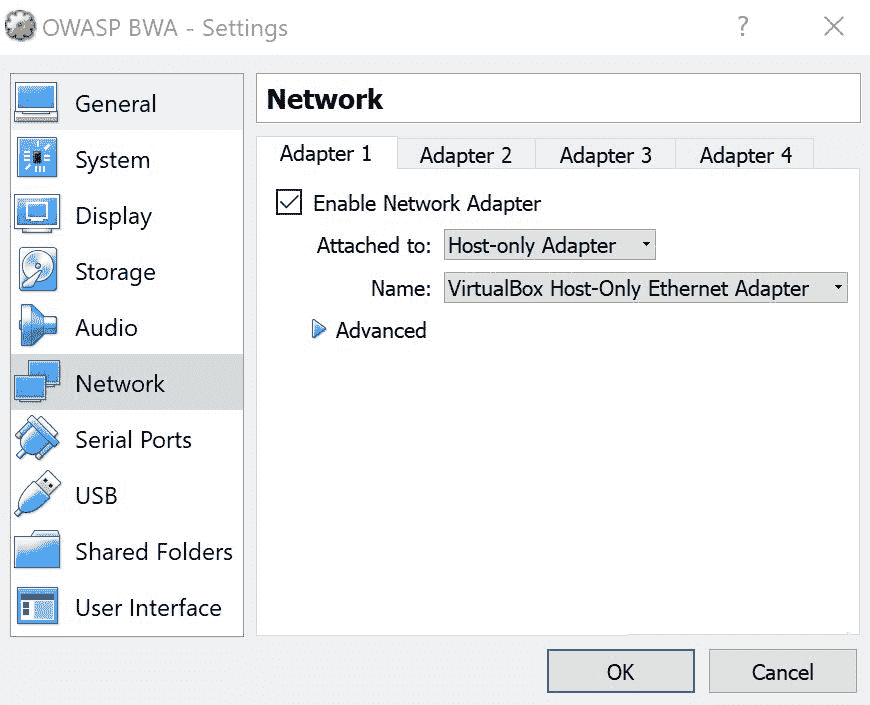 OWASP BWA - Settings
?
General
System
Display
Storage
Audio
Network
Serial Ports
USB
Shared Folders
User Interface
Network
Adapter 1 Adapter 2 Adapter 3 Adapter 4
Enable Network Adapter
Attached to: Host-only Adapter
Name: VirtualBox Host-Only Ethernet Adapter
Advanced
OK Cancel